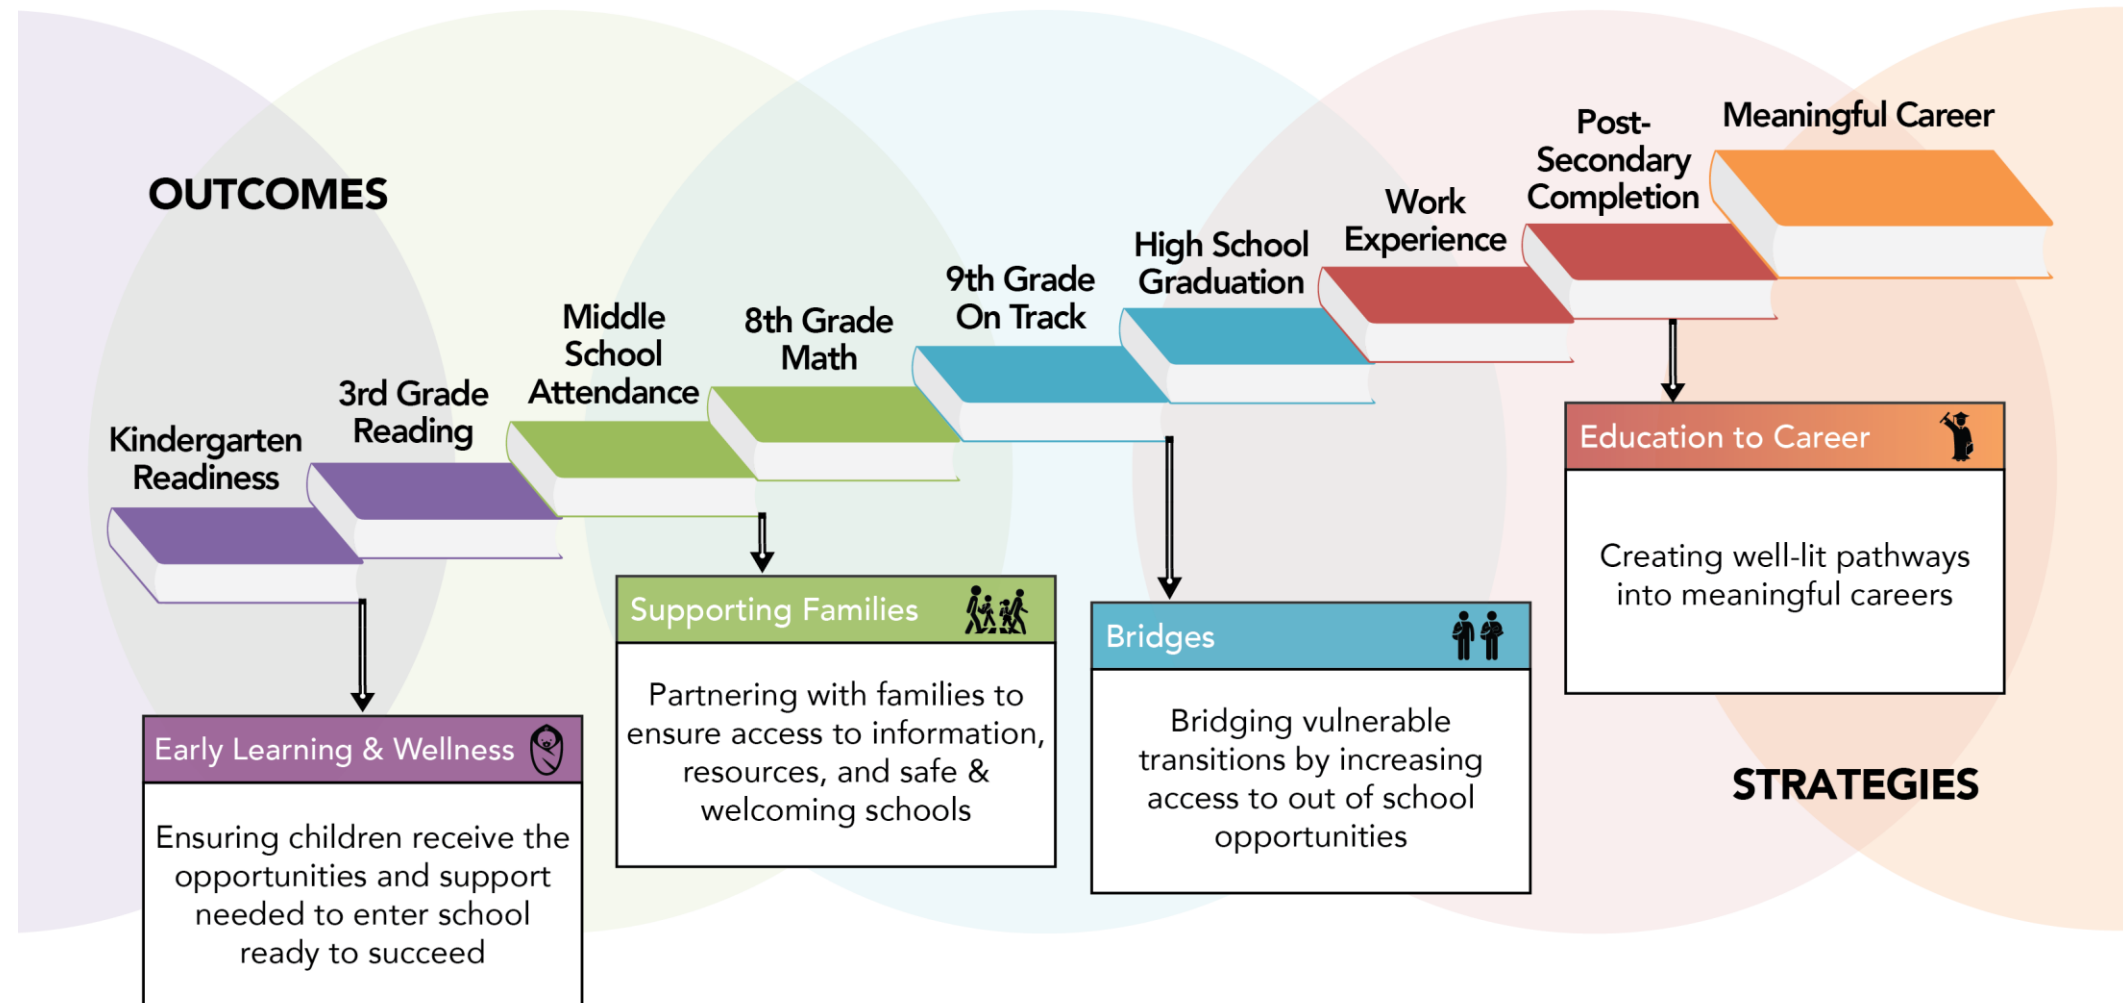 OUTCOMES
Kindergarten
Readiness
3rd Grade
Reading
Middle
School
Attendance
8th Grade
Math
9th Grade
On Track
High School
Graduation
Work
Experience
Post-
Secondary
Completion
Meaningful Career
Early Learning & Wellness
Ensuring children receive the
opportunities and support
needed to enter school
ready to succeed
Supporting Families
Partnering with families to
ensure access to information,
resources, and safe &
welcoming schools
Bridges
Bridging vulnerable
transitions by increasing
access to out of school
opportunities
Education to Career
Creating well-lit pathways
into meaningful careers
STRATEGIES